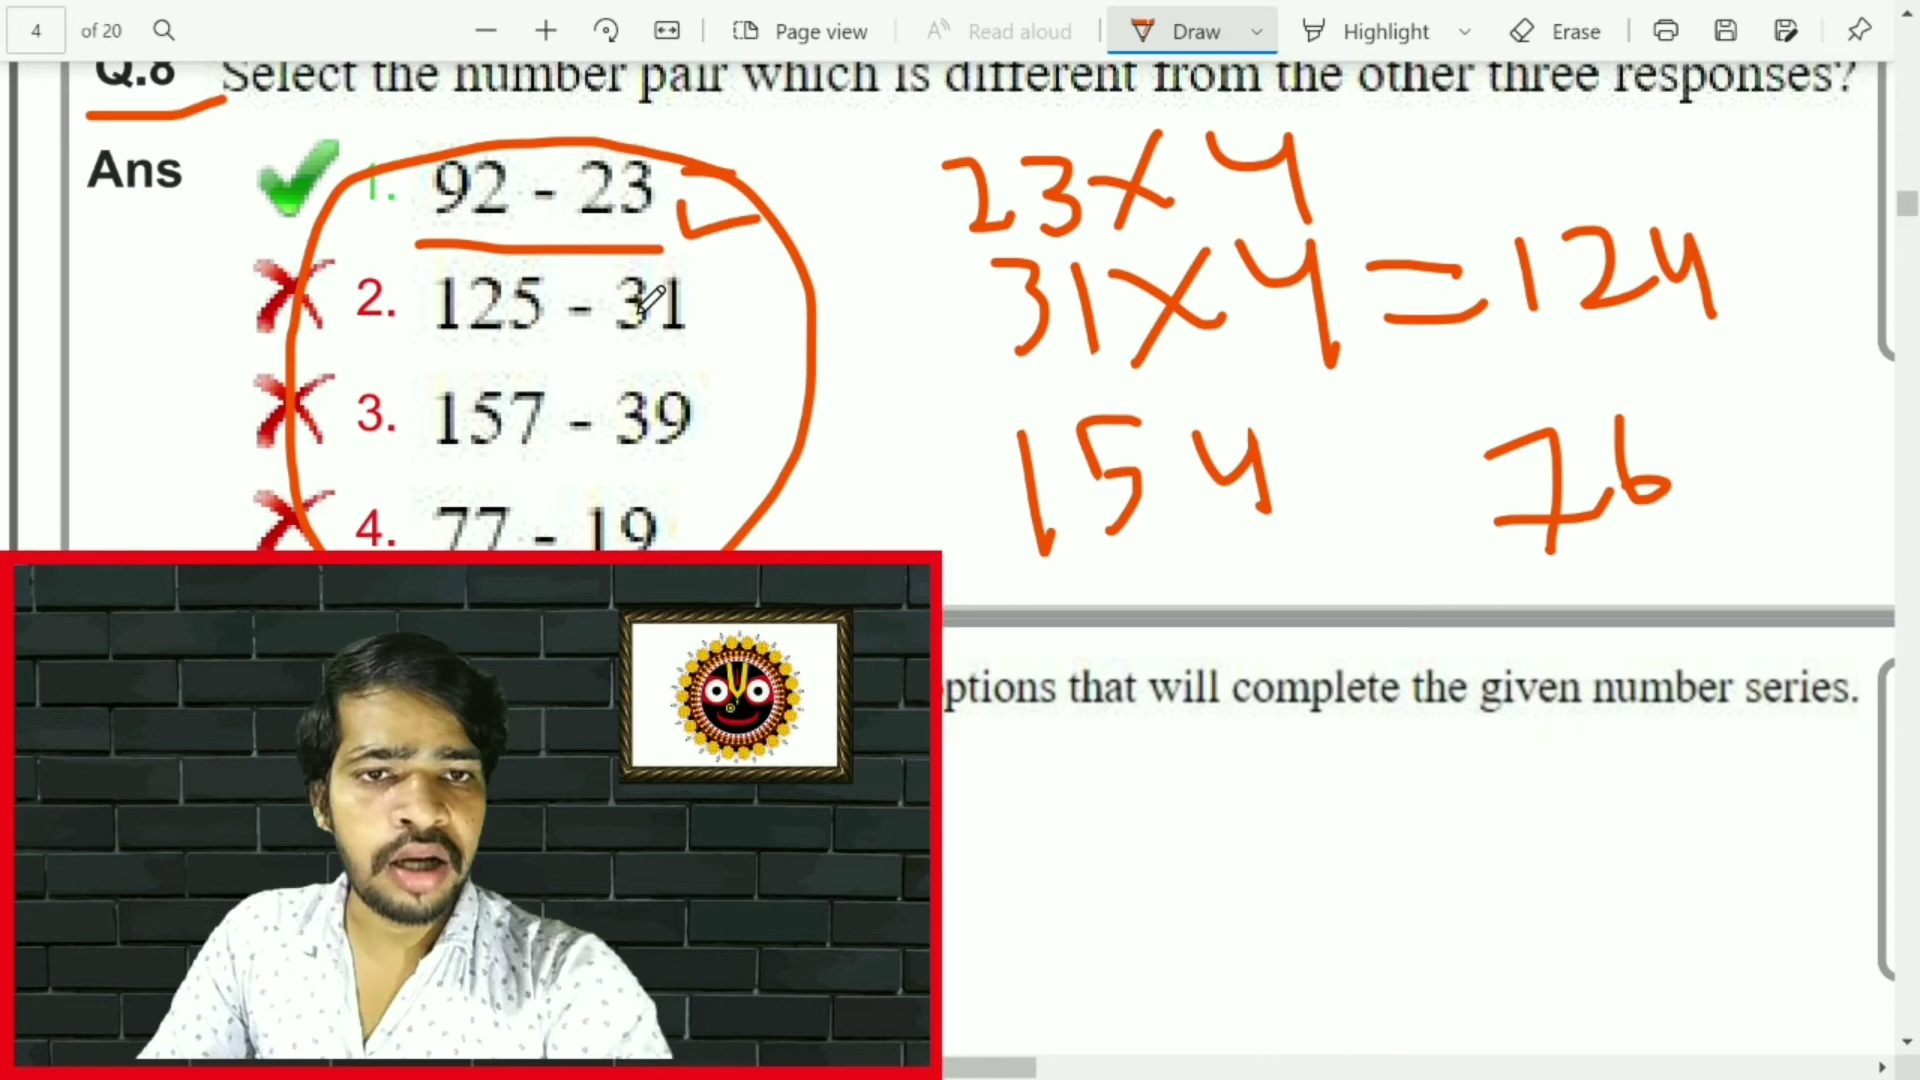 4 of 20 Page view Read aloud Draw Highlight Erase
Q.8 Select the number pair which is different from the other three responses?
Ans 1. 92 - 23
2. 125 - 31
3. 157 - 39
4. 77 - 19
23 x 4
31 x 4 = 124
154 76
ptions that will complete the given number series.